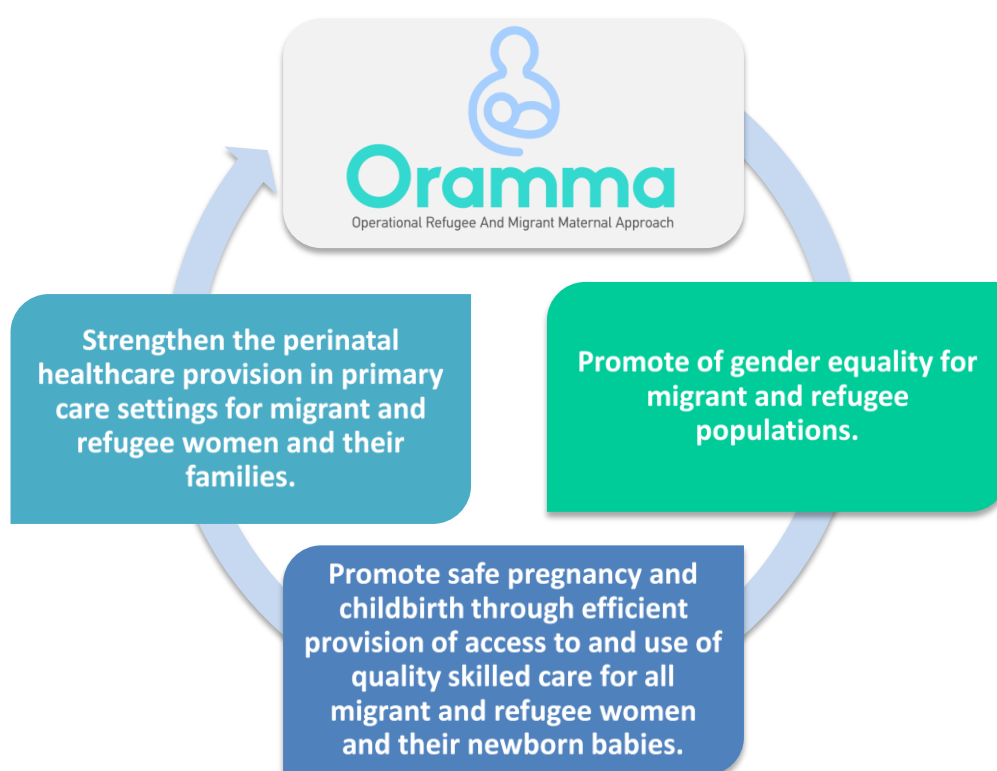 Oramma
Operational Refugee And Migrant Maternal Approach
Promote of gender equality for
migrant and refugee
populations.
Promote safe pregnancy and
childbirth through efficient
provision of access to and use of
quality skilled care for all
migrant and refugee women
and their newborn babies.
Strengthen the perinatal
healthcare provision in primary
care settings for migrant and
refugee women and their
families.